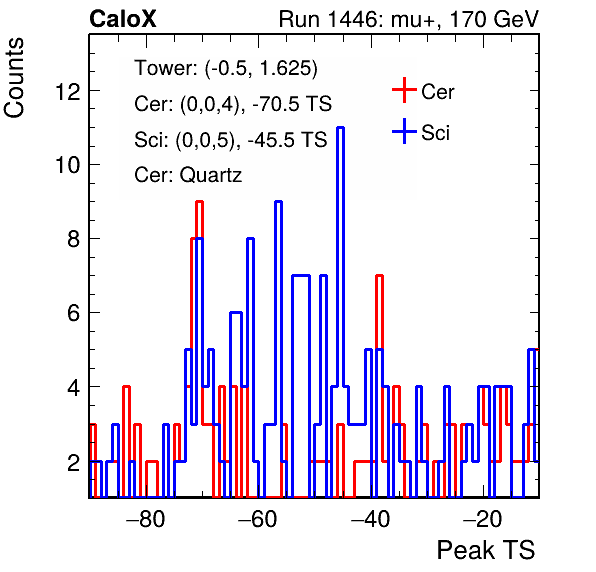 CaloX Run 1446: mu+, 170 GeV
Counts
Tower: (-0.5, 1.625)
Cer: (0,0,4), -70.5 TS
Sci: (0,0,5), -45.5 TS
Cer: Quartz
Cer
Sci
12
10
8
6
4
2
−80 −60 −40 −20
Peak TS